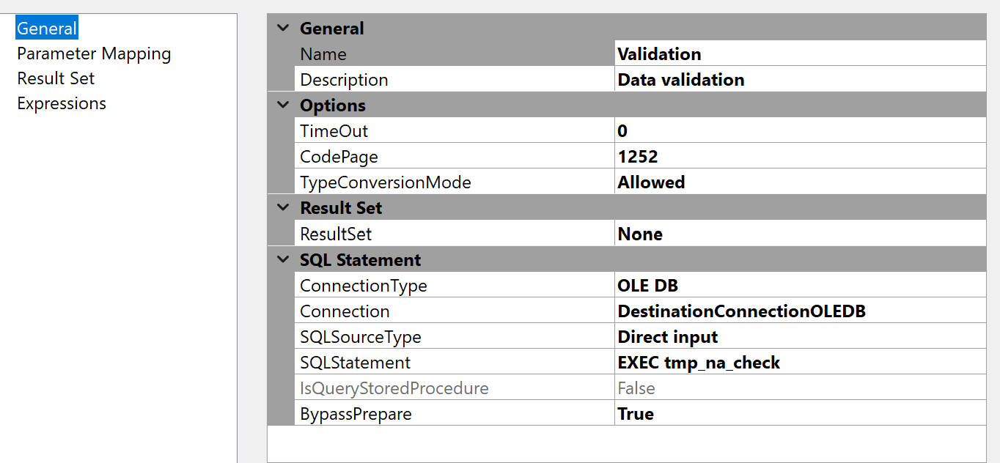 General
Parameter Mapping
Result Set
Expressions
General
Name Validation
Description Data validation
Options
TimeOut 0
CodePage 1252
TypeConversionMode Allowed
Result Set
ResultSet None
SQL Statement
ConnectionType OLE DB
Connection DestinationConnectionOLEDB
SQLSourceType Direct input
SQLStatement EXEC tmp_na_check
IsQueryStoredProcedure False
BypassPrepare True